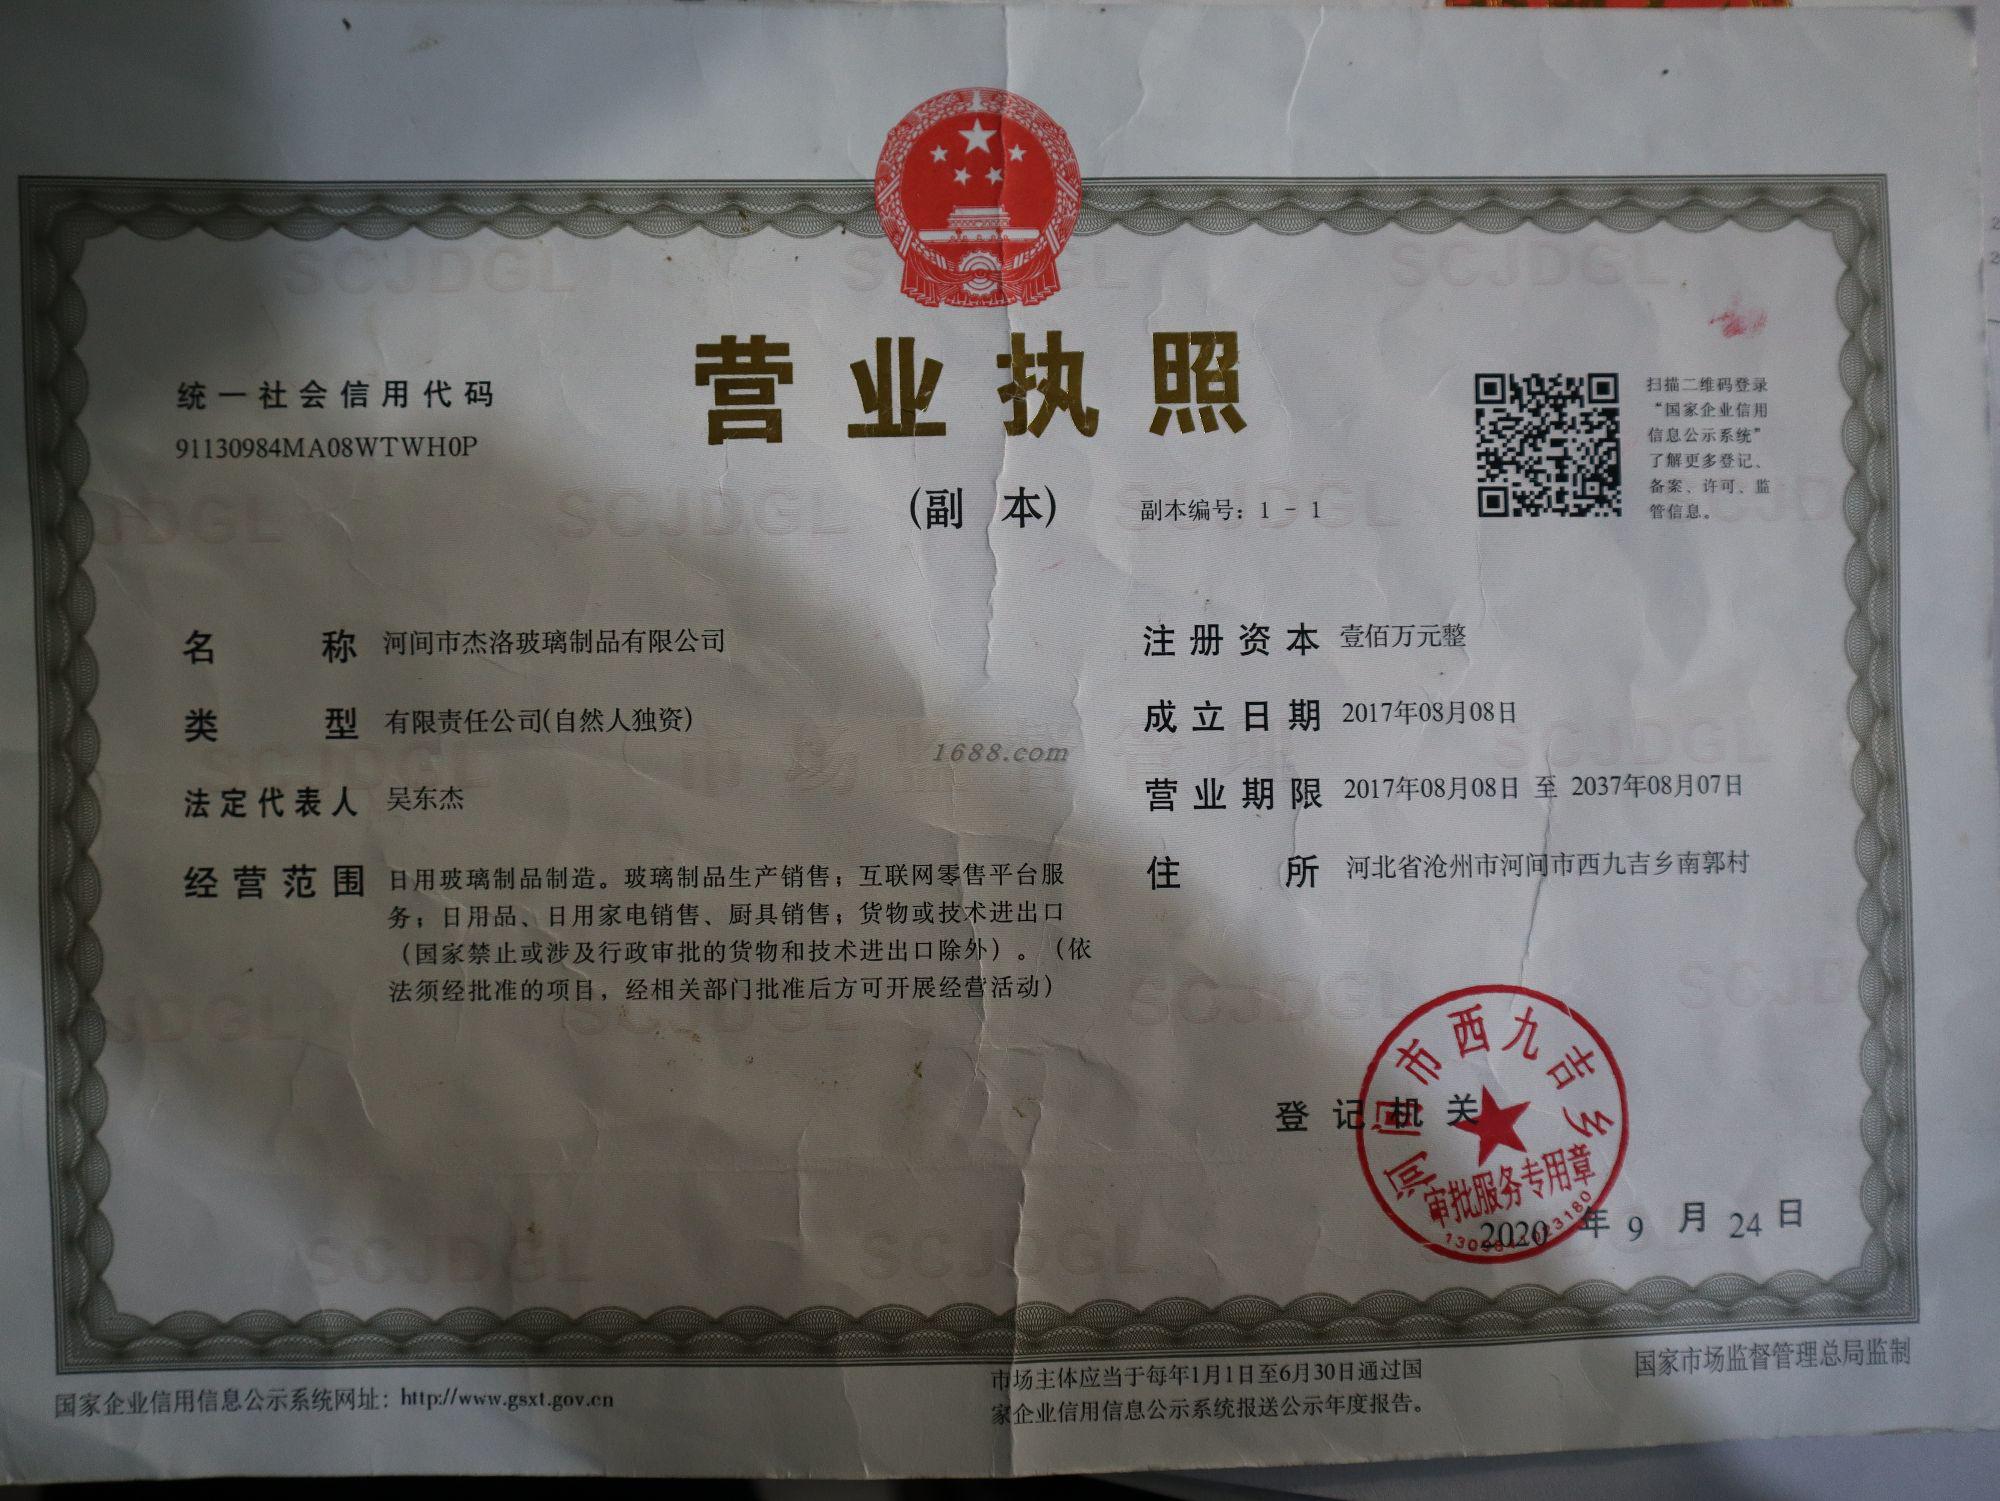 统一社会信用代码
91130984MA08WTWH0P
营业执照
(副 本) 副本编号：1 - 1
扫描二维码登录
“国家企业信用
信息公示系统”
了解更多登记、
备案、许可、监
管信息。
名 称 河间市杰洛玻璃制品有限公司
类 型 有限责任公司(自然人独资)
法定代表人 吴东杰
经营范围 日用玻璃制品制造。玻璃制品生产销售；互联网零售平台服
务；日用品、日用家电销售、厨具销售；货物或技术进出口
（国家禁止或涉及行政审批的货物和技术进出口除外）。（依
法须经批准的项目，经相关部门批准后方可开展经营活动）
注册资本 壹佰万元整
成立日期 2017年08月08日
营业期限 2017年08月08日 至 2037年08月07日
住 所 河北省沧州市河间市西九吉乡南郭村
1688.com
登记机关
河间市西九吉乡
审批服务专用章
2020 年 9 月 24 日
国家企业信用信息公示系统网址：http://www.gsxt.gov.cn
市场主体应当于每年1月1日至6月30日通过国
家企业信用信息公示系统报送公示年度报告。
国家市场监督管理总局监制